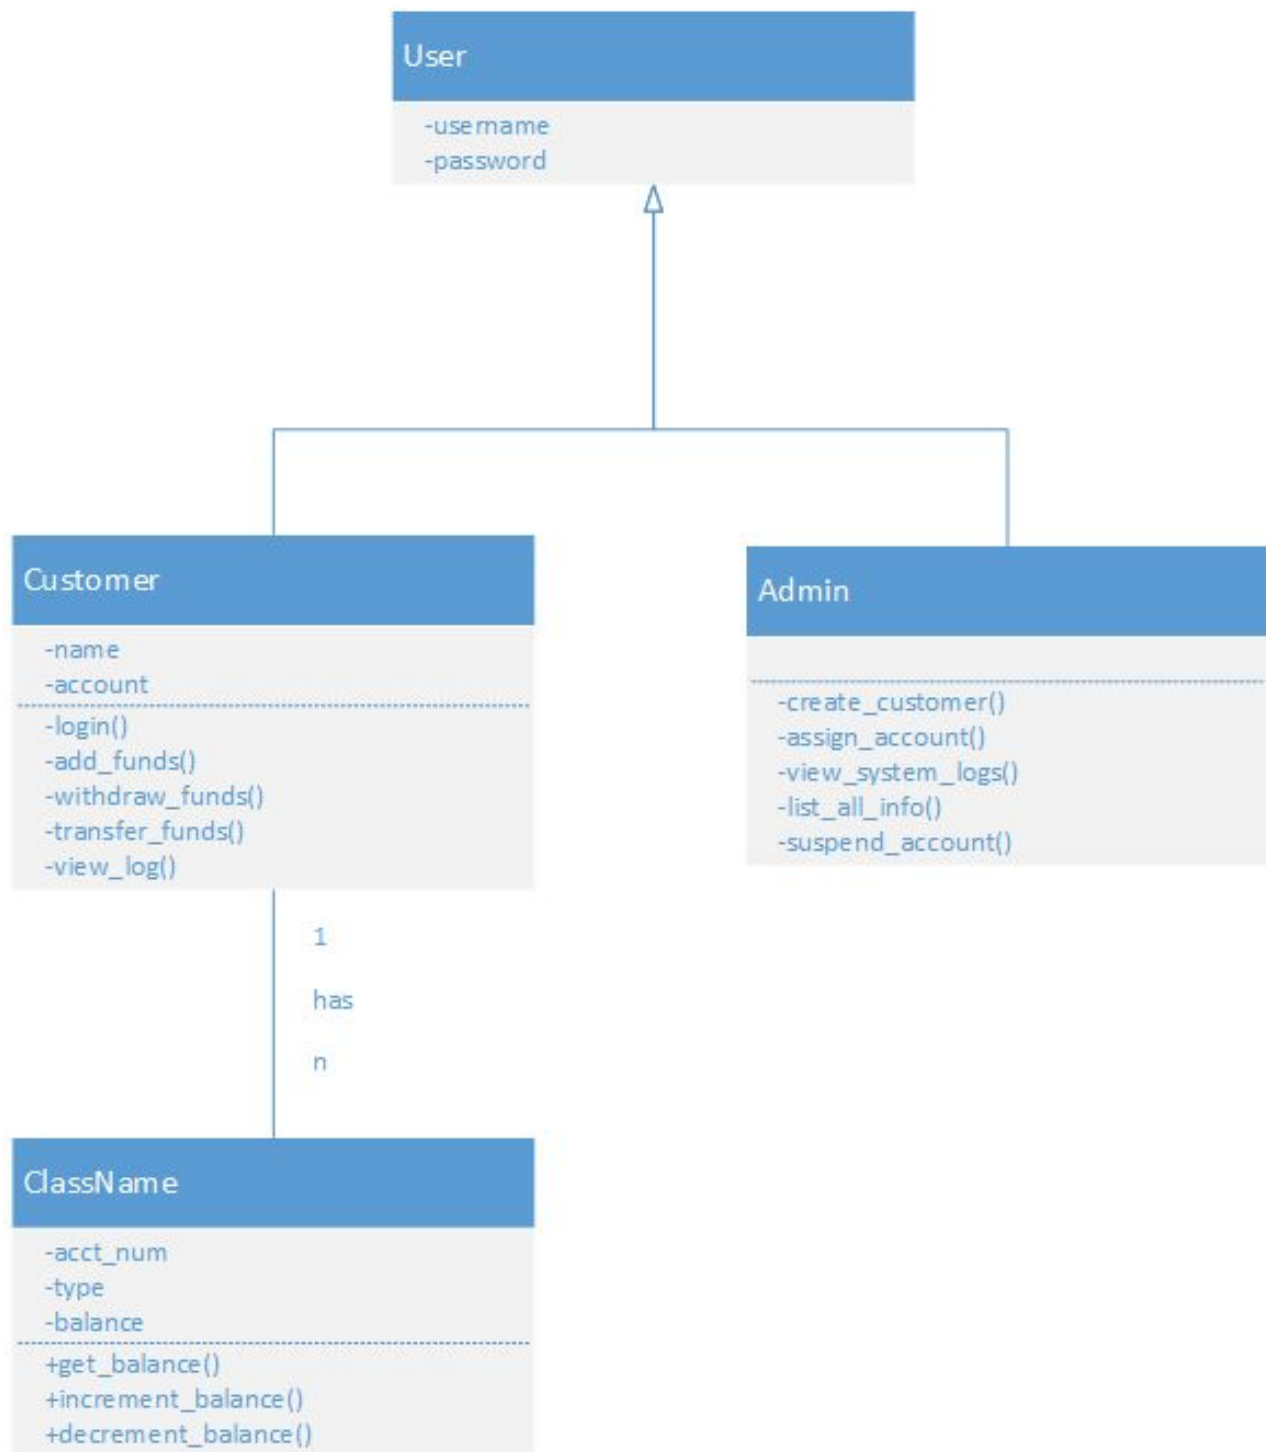 User
-username
-password
Customer
-name
-account
-login()
-add_funds()
-withdraw_funds()
-transfer_funds()
-view_log()
Admin
-create_customer()
-assign_account()
-view_system_logs()
-list_all_info()
-suspend_account()
1
has
n
ClassName
-acct_num
-type
-balance
+get_balance()
+increment_balance()
+decrement_balance()